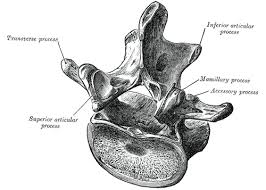 Inferior articular
process
Transverse process
Mamillary process
Accessory process
Superior articular
process